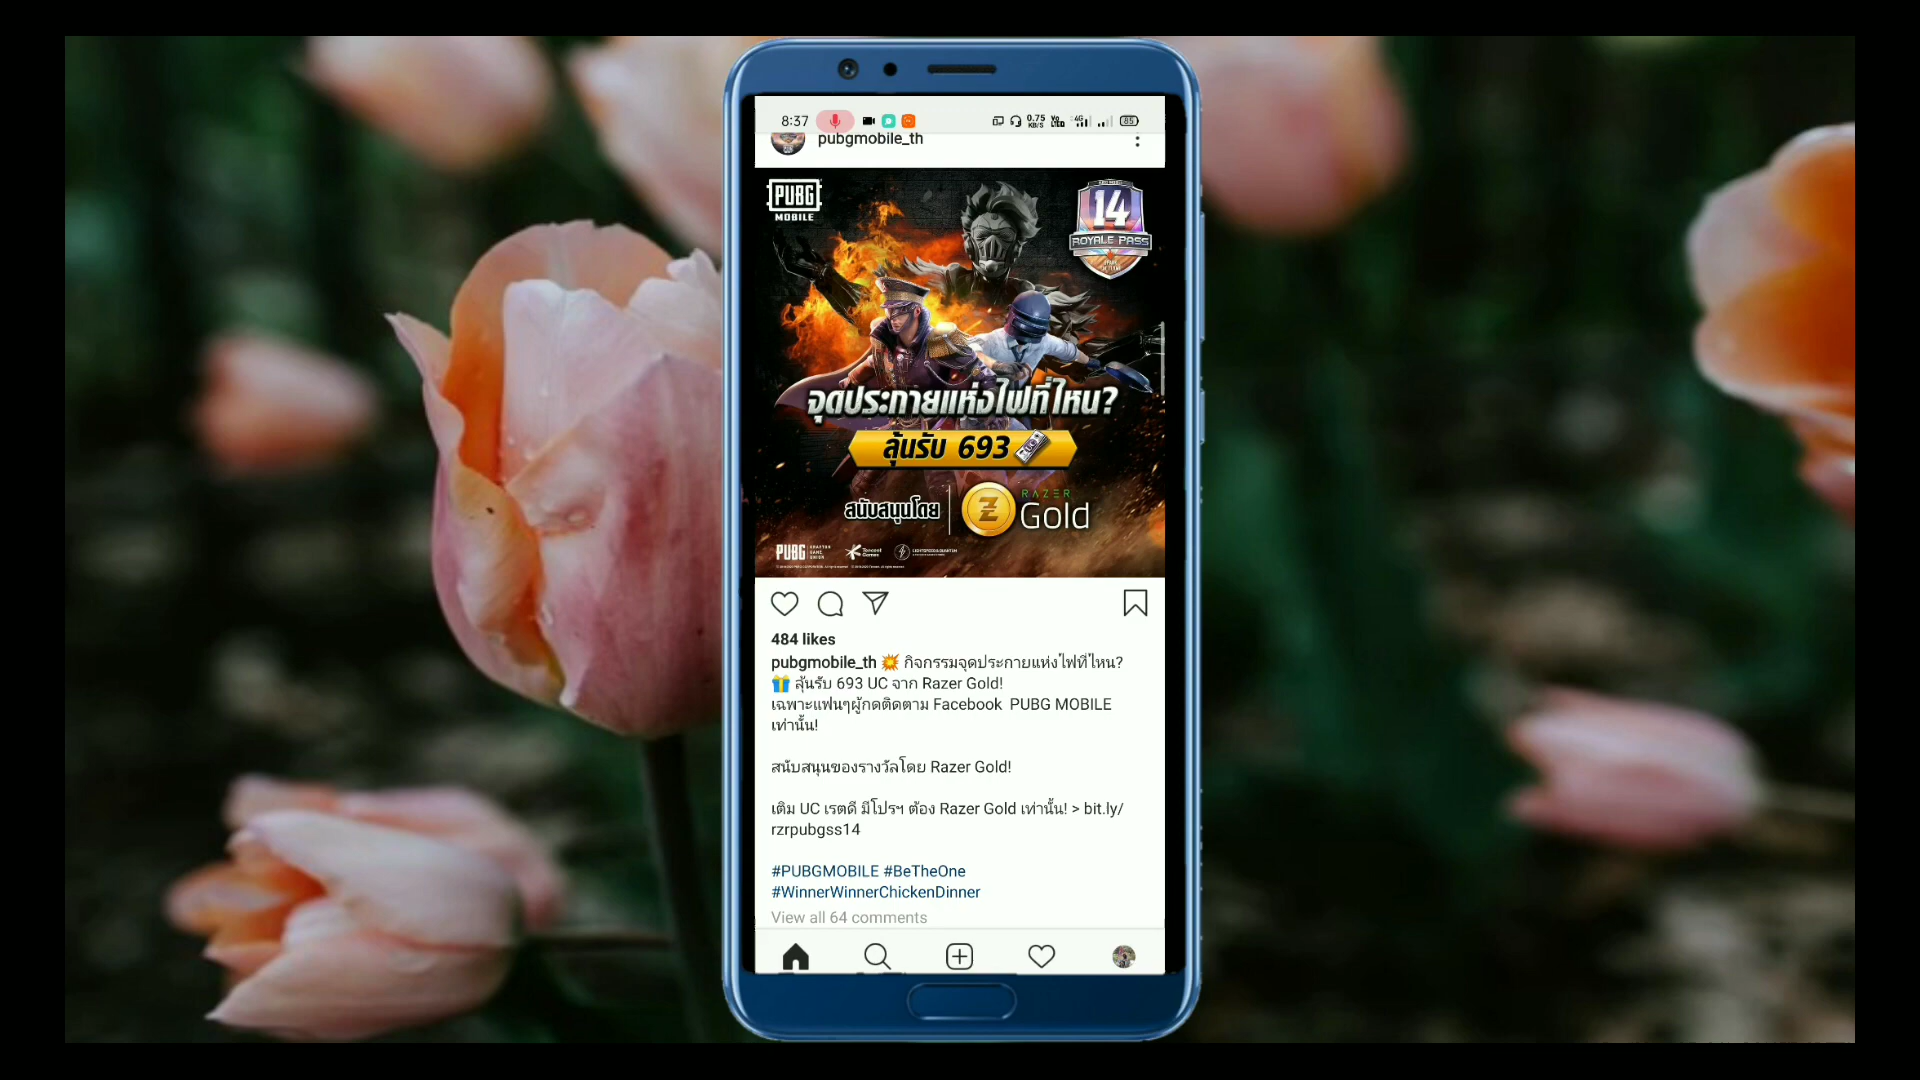 8:37
0.75
KB/S
4G
85
pubgmobile_th
PUBG
MOBILE
14
ROYALE PASS
จุดประกายแห่งไฟที่ไหน?
ลุ้นรับ 693
UC
สนับสนุนโดย
RAZER
Gold
PUBG
Tencent
Games
484 likes
pubgmobile_th 💥 กิจกรรมจุดประกายแห่งไฟที่ไหน?
🎁 ลุ้นรับ 693 UC จาก Razer Gold!
เฉพาะแฟนๆผู้กดติดตาม Facebook PUBG MOBILE
เท่านั้น!
สนับสนุนของรางวัลโดย Razer Gold!
เติม UC เรตดี มีโปรฯ ต้อง Razer Gold เท่านั้น! > bit.ly/
rzrpubgss14
#PUBGMOBILE #BeTheOne
#WinnerWinnerChickenDinner
View all 64 comments